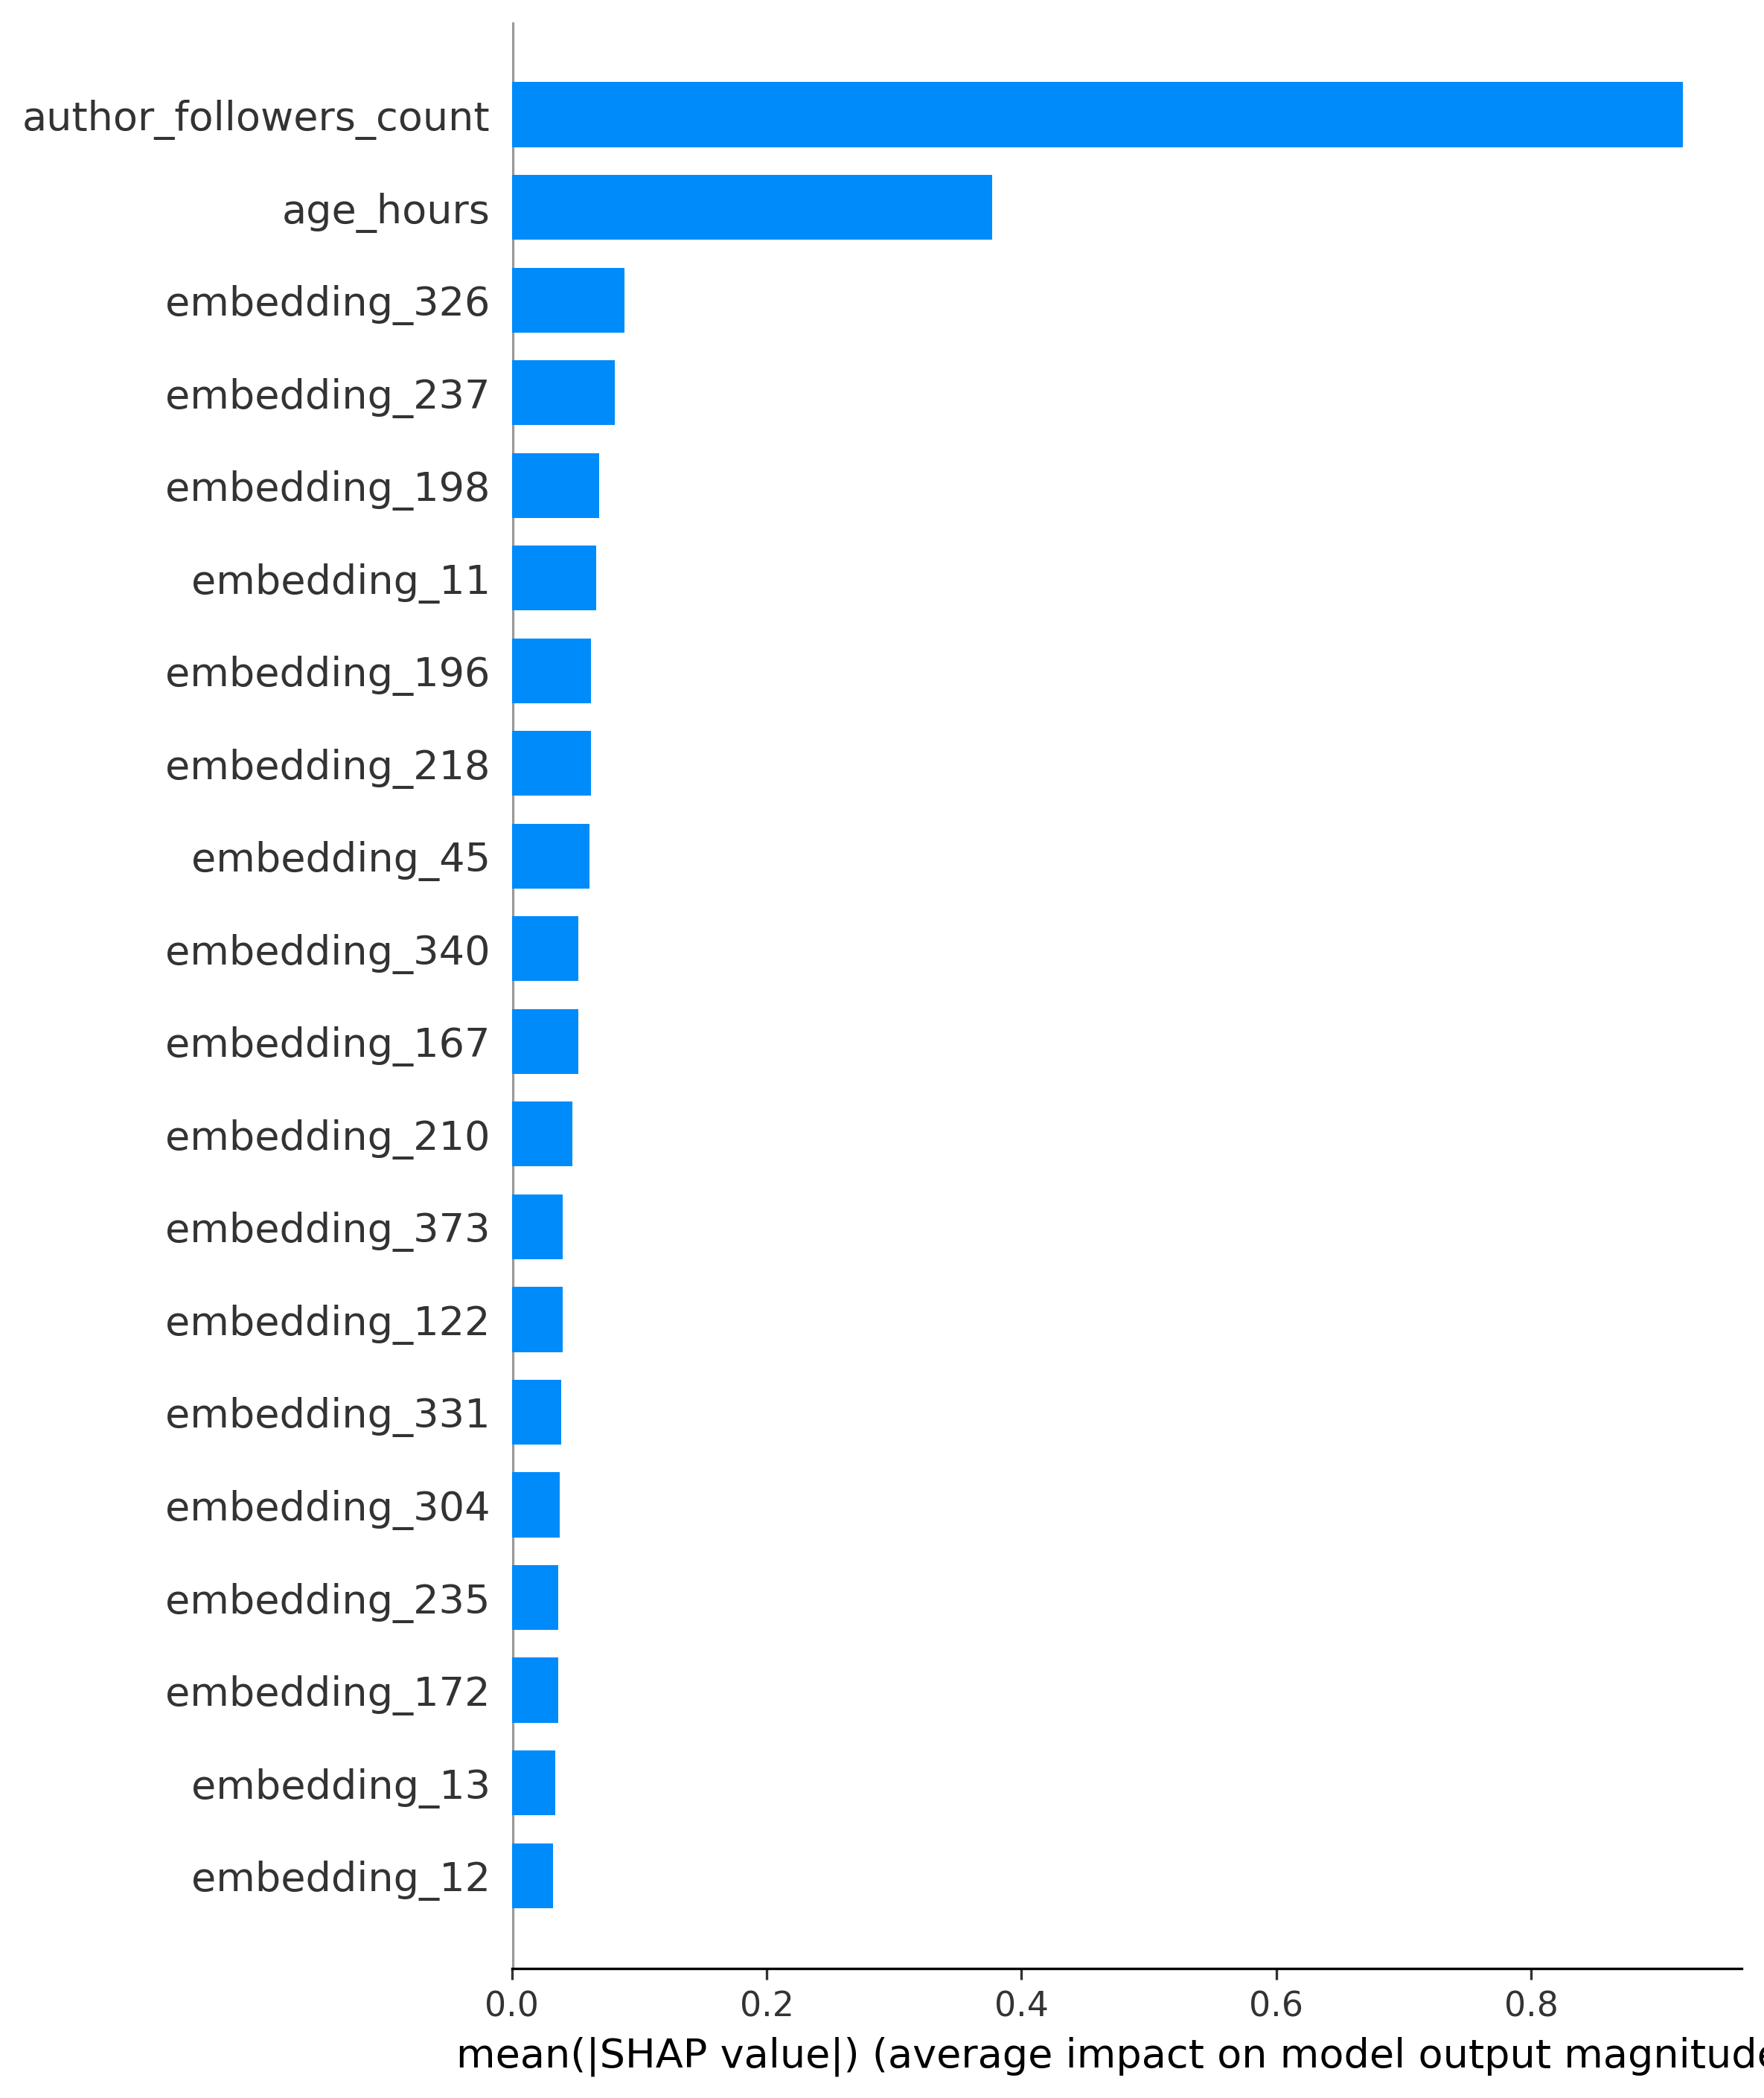 author_followers_count
age_hours
embedding_326
embedding_237
embedding_198
embedding_11
embedding_196
embedding_218
embedding_45
embedding_340
embedding_167
embedding_210
embedding_373
embedding_122
embedding_331
embedding_304
embedding_235
embedding_172
embedding_13
embedding_12
0.0 0.2 0.4 0.6 0.8
mean(|SHAP value|) (average impact on model output magnitude